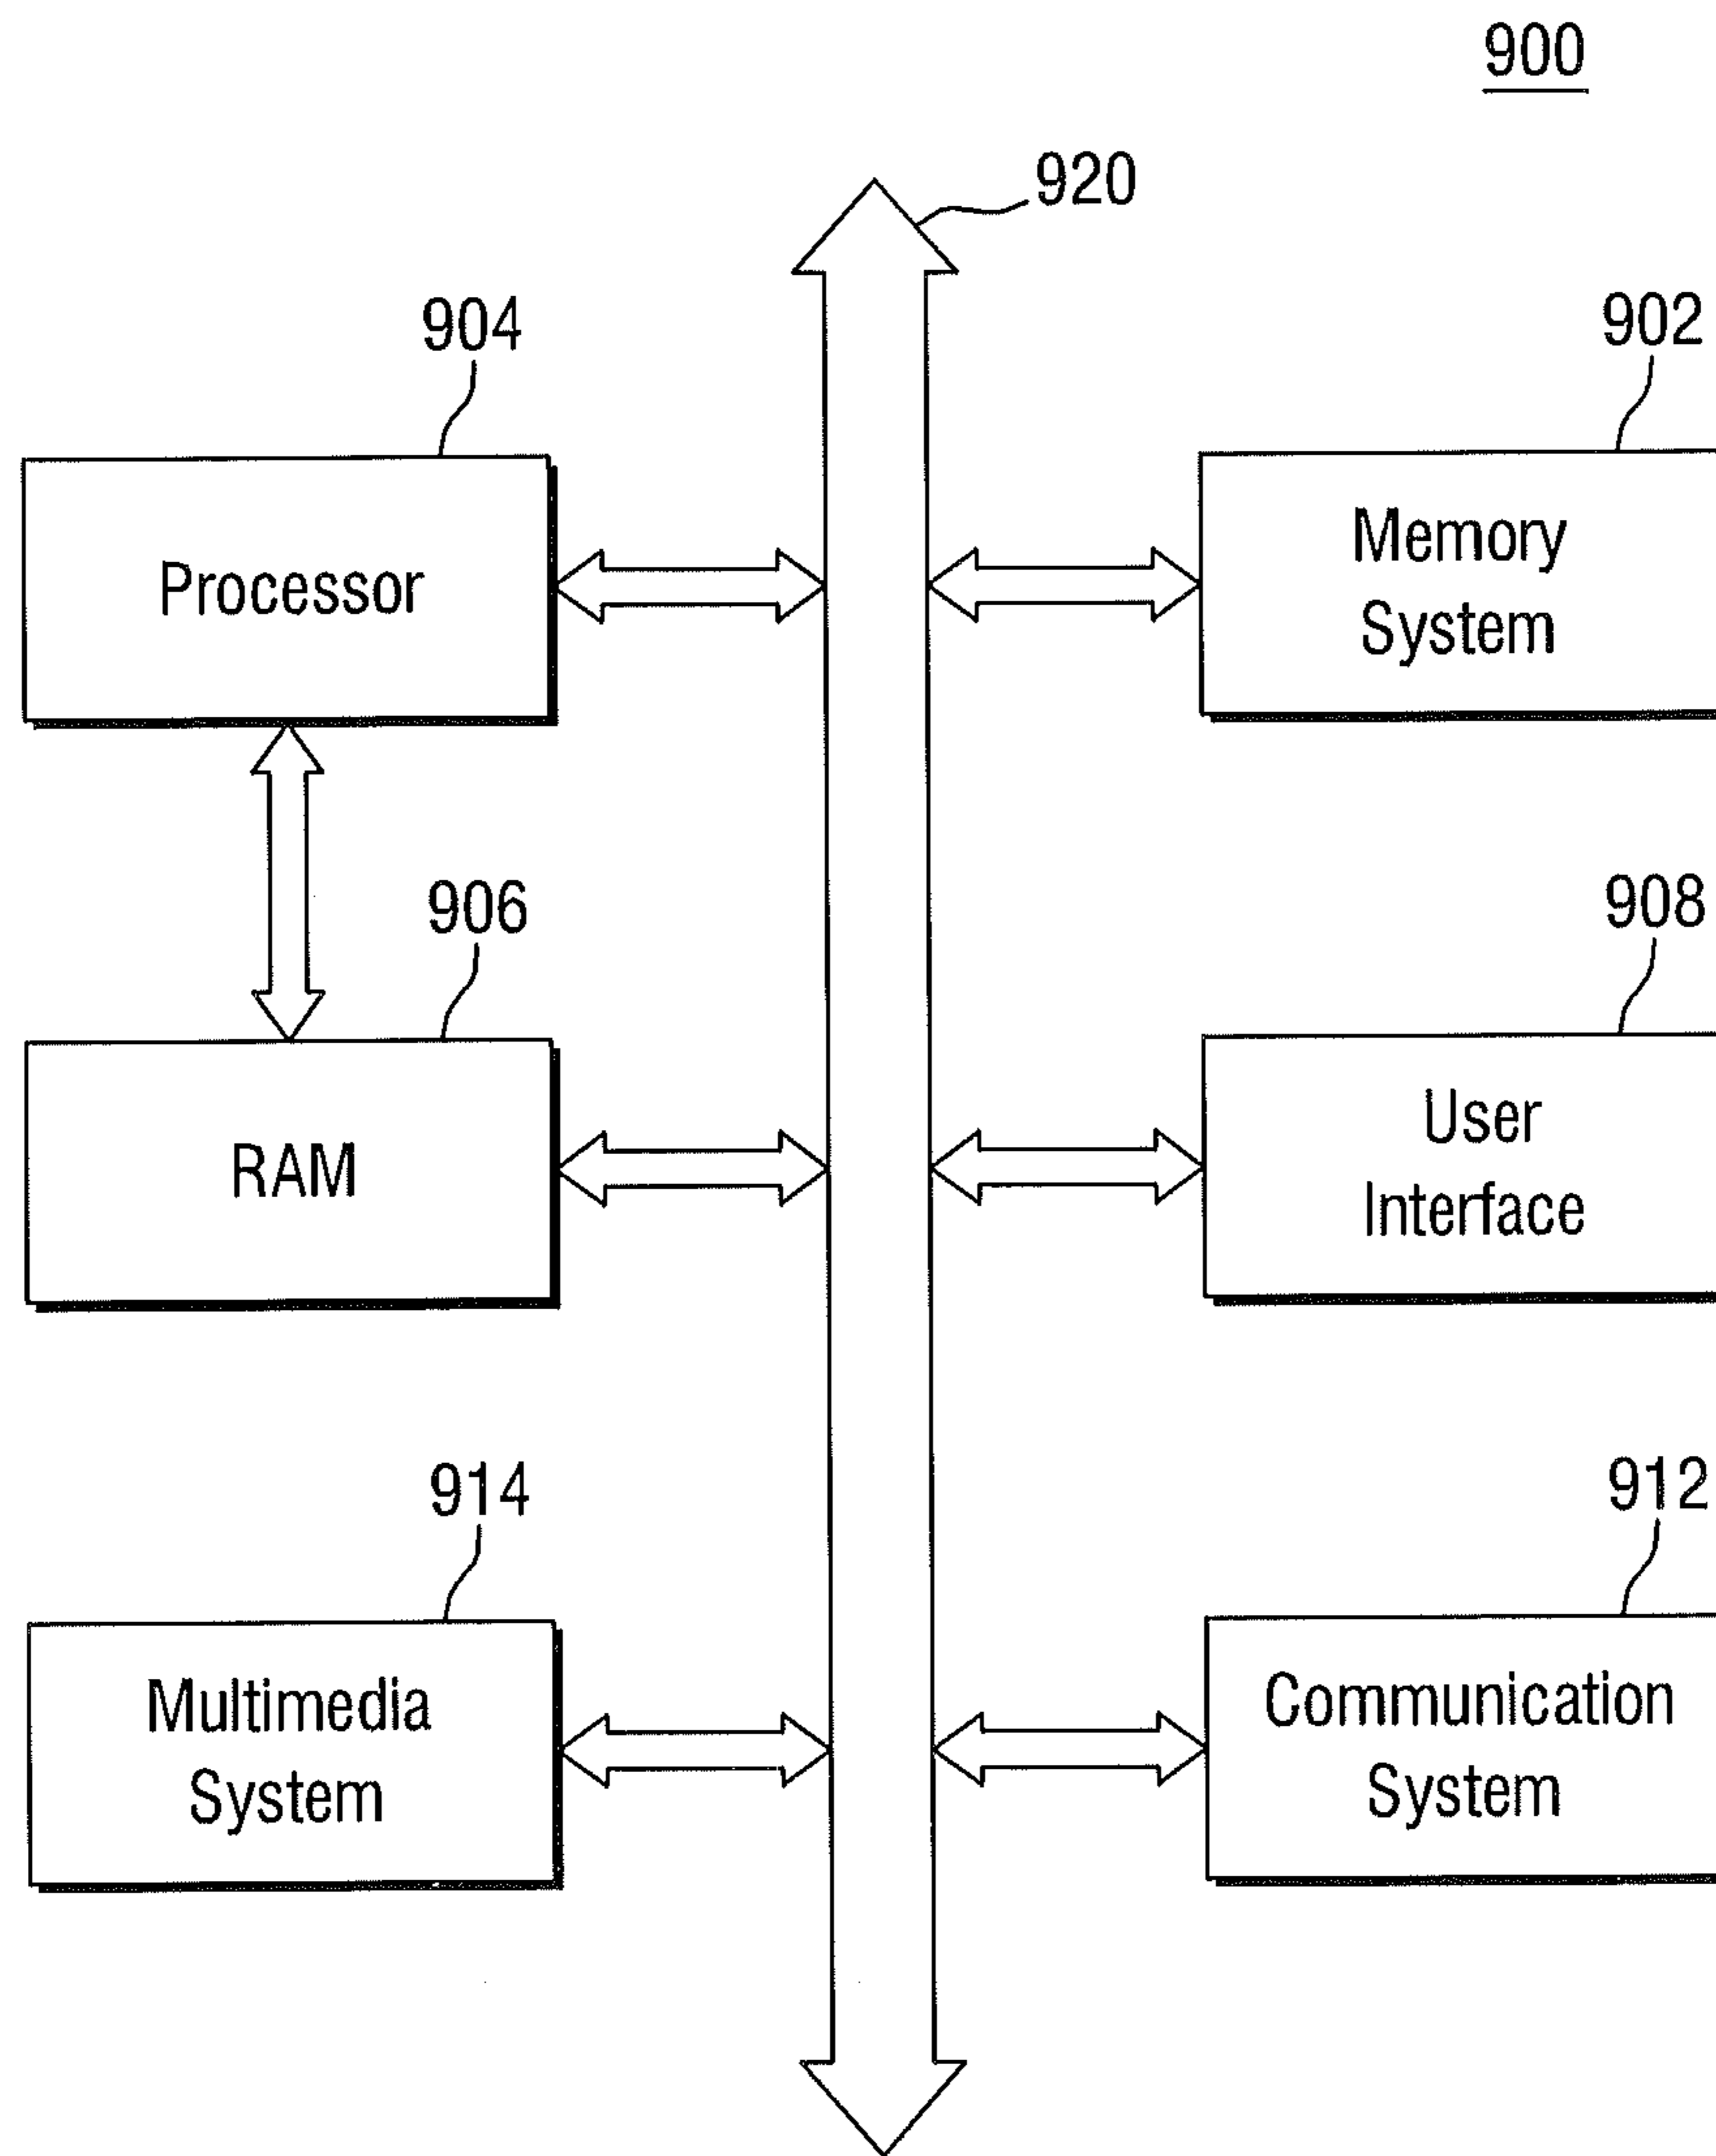 900
920
904
902
Processor
Memory
System
906
908
RAM
User
Interface
914
912
Multimedia
System
Communication
System